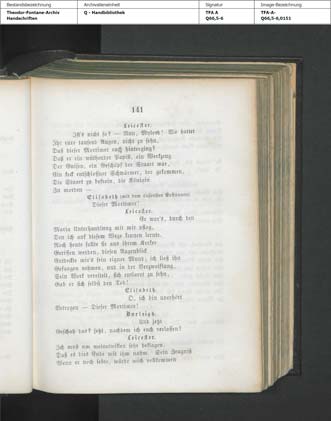 Bestandsbezeichnung
Theodor-Fontane-Archiv
Handschriften
Archivalieneinheit
Q - Handbibliothek
Signatur
TFA A
Q66,5-6
Image-Bezeichnung
TFA-A-
Q66,5-6,0151
141
Leicester.
Ist's nicht so? — Nun, Mylord! Wo hattet
Ihr eure tausend Augen, nicht zu sehn,
Daß dieser Mortimer euch hinterging?
Daß er ein wüthender Papist, ein Werkzeug
Der Guisen, ein Geschöpf der Stuart war,
Ein keck entschloßner Schwärmer, der gekommen,
Die Stuart zu befrein, die Königin
Zu morden —
Elisabeth (mit dem äußersten Erstaunen).
Dieser Mortimer!
Leicester.
Er war's, durch den
Maria Unterhandlung mit mir pflog,
Den ich auf diesem Wege kennen lernte.
Noch heute sollte sie aus ihrem Kerker
Gerissen werden, diesen Augenblick
Entdeckte mir's sein eigner Mund; ich ließ ihn
Gefangen nehmen, und in der Verzweiflung,
Sein Werk vereitelt, sich entlarvt zu sehn,
Gab er sich selbst den Tod!
Elisabeth.
O, ich bin unerhört
Betrogen — Dieser Mortimer!
Burleigh.
Und jetzt
Geschah das? jetzt, nachdem ich euch verlassen!
Leicester.
Ich muß um meinetwillen sehr beklagen,
Daß es dies Ende mit ihm nahm. Sein Zeugniß
Wenn er noch lebte, würde mich vollkommen